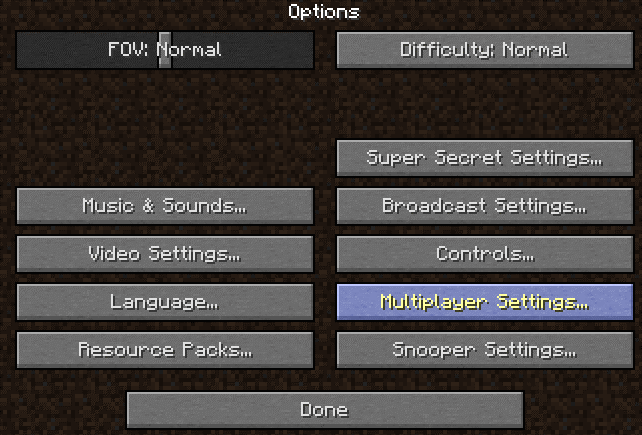 Options
FOV: Normal
Difficulty: Normal
Super Secret Settings...
Music & Sounds...
Broadcast Settings...
Video Settings...
Controls...
Language...
Multiplayer Settings...
Resource Packs...
Snooper Settings...
Done